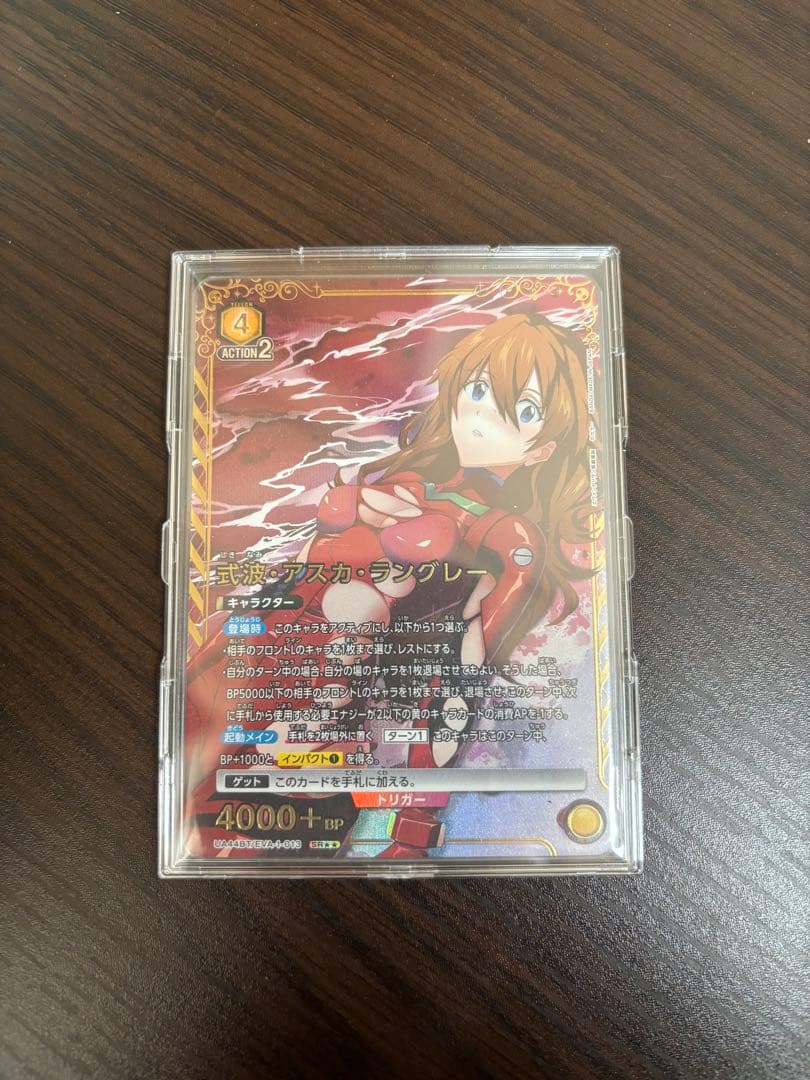 YELLOW
4
ACTION2
しき なみ
式波・アスカ・ラングレー
キャラクター
登場時 このキャラをアクティブにし、以下から1つ選ぶ。
・相手のフロントLのキャラを1枚まで選び、レストにする。
・自分のターン中の場合、自分の場のキャラを1枚退場させてもよい。そうした場合、
BP5000以下の相手のフロントLのキャラを1枚まで選び、退場させ、このターン中、次
に手札から使用する必要エナジーが2以下の黄のキャラカードの消費APを-1する。
起動メイン 手札を2枚場外に置く ターン1 このキャラはこのターン中、
BP+1000と、インパクト1 を得る。
ゲット このカードを手札に加える。
トリガー
4000+BP
UA44BT/EVA-1-013 SR★★